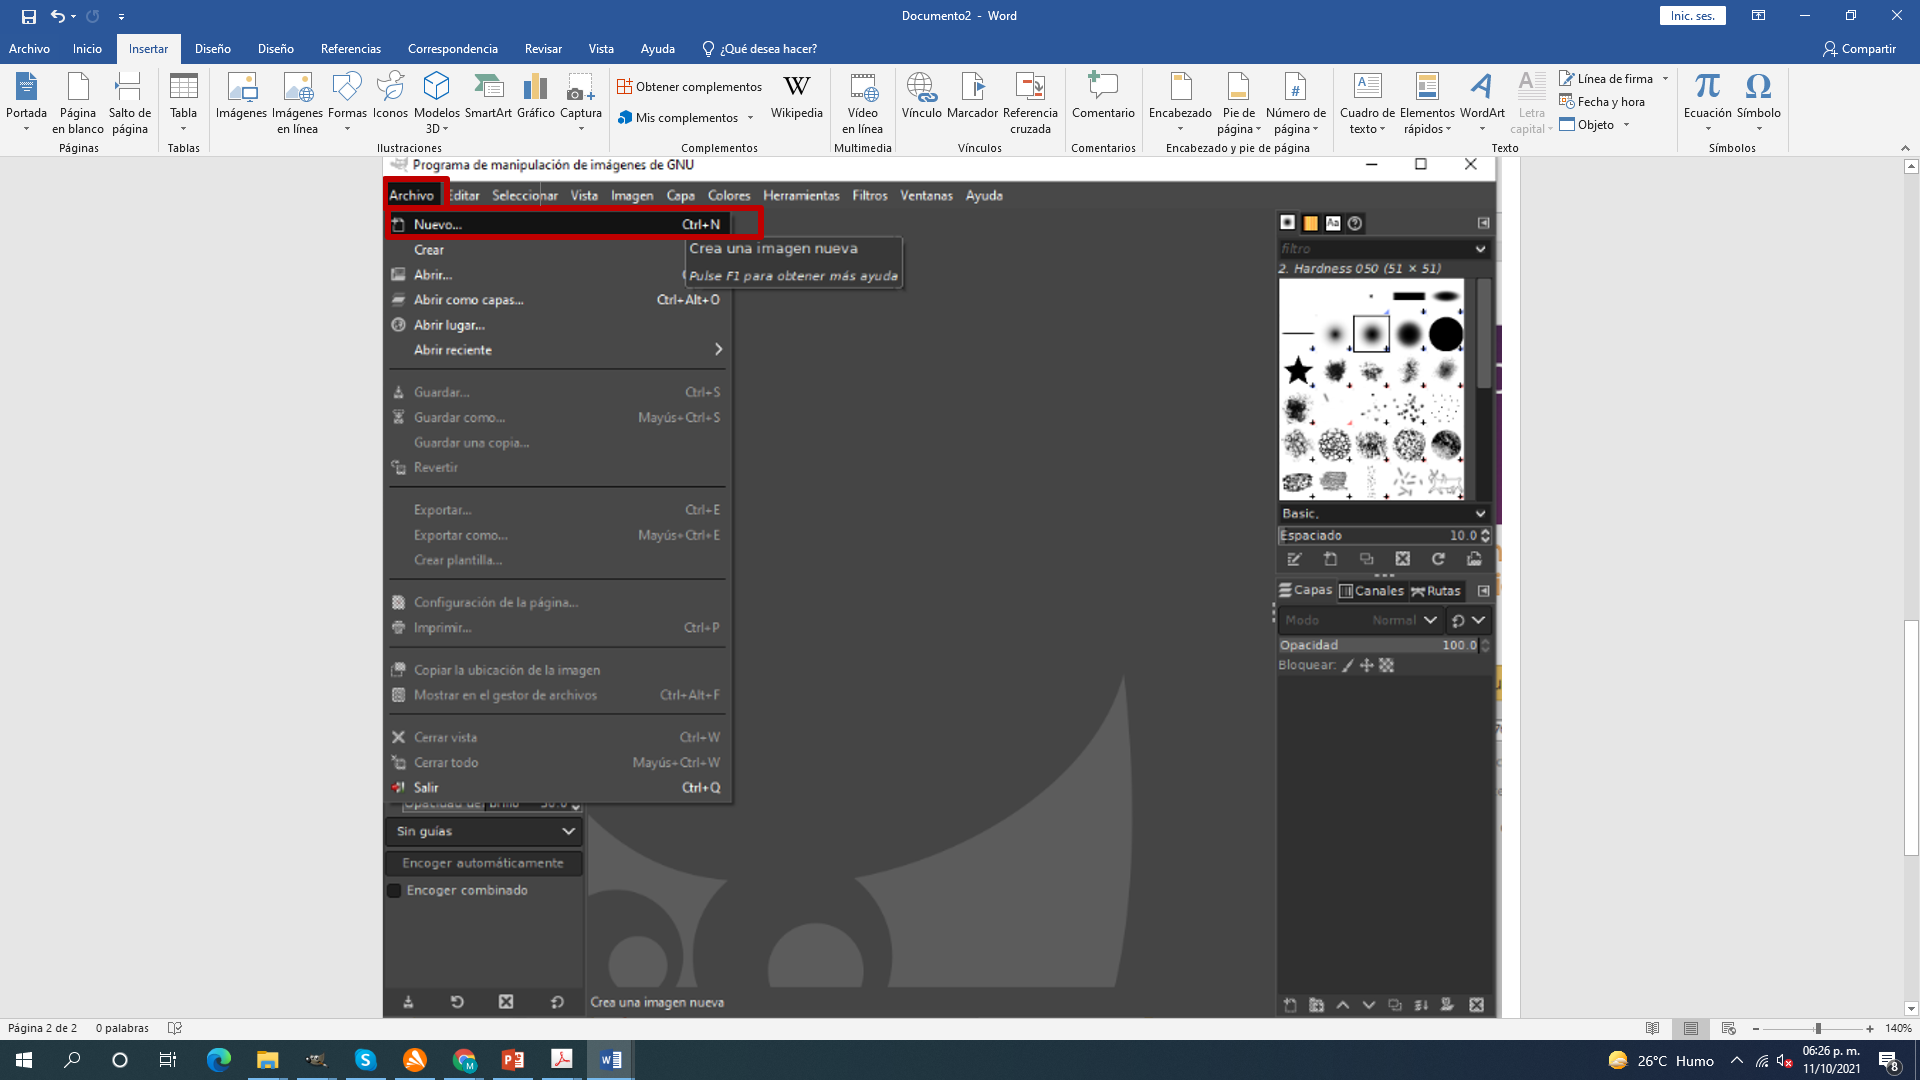 Documento2 - Word
Inic. ses.
Archivo Inicio Insertar Diseño Diseño Referencias Correspondencia Revisar Vista Ayuda ¿Qué desea hacer? Compartir
Portada
Página en blanco
Salto de página
Páginas
Tabla
Tablas
Imágenes
Imágenes en línea
Formas
Iconos
Modelos 3D
SmartArt
Gráfico
Captura
Ilustraciones
Obtener complementos
Mis complementos
W
Wikipedia
Complementos
Vídeo en línea
Multimedia
Vínculo
Marcador
Referencia cruzada
Vínculos
Comentario
Comentarios
Encabezado
Pie de página
Número de página
Encabezado y pie de página
Cuadro de texto
Elementos rápidos
WordArt
Letra capital
Línea de firma
Fecha y hora
Objeto
Texto
Ecuación
Símbolo
Símbolos
Programa de manipulación de imágenes de GNU
Archivo Editar Seleccionar Vista Imagen Capa Colores Herramientas Filtros Ventanas Ayuda
Nuevo... Ctrl+N
Crear
Crea una imagen nueva
Abrir...
Pulse F1 para obtener más ayuda
Abrir como capas... Ctrl+Alt+O
Abrir lugar...
Abrir reciente
Guardar... Ctrl+S
Guardar como... Mayús+Ctrl+S
Guardar una copia...
Revertir
Exportar... Ctrl+E
Exportar como... Mayús+Ctrl+E
Crear plantilla...
Configuración de la página...
Imprimir... Ctrl+P
Copiar la ubicación de la imagen
Mostrar en el gestor de archivos Ctrl+Alt+F
Cerrar vista Ctrl+W
Cerrar todo Mayús+Ctrl+W
Salir Ctrl+Q
Opacidad de brillo 50.0
Sin guías
Encoger automáticamente
Encoger combinado
Crea una imagen nueva
Aa
filtro
2. Hardness 050 (51 × 51)
Basic,
Espaciado 10.0
Capas Canales Rutas
Modo Normal
Opacidad 100.0
Bloquear:
Página 2 de 2 0 palabras
140%
26°C Humo
06:26 p. m.
11/10/2021
8